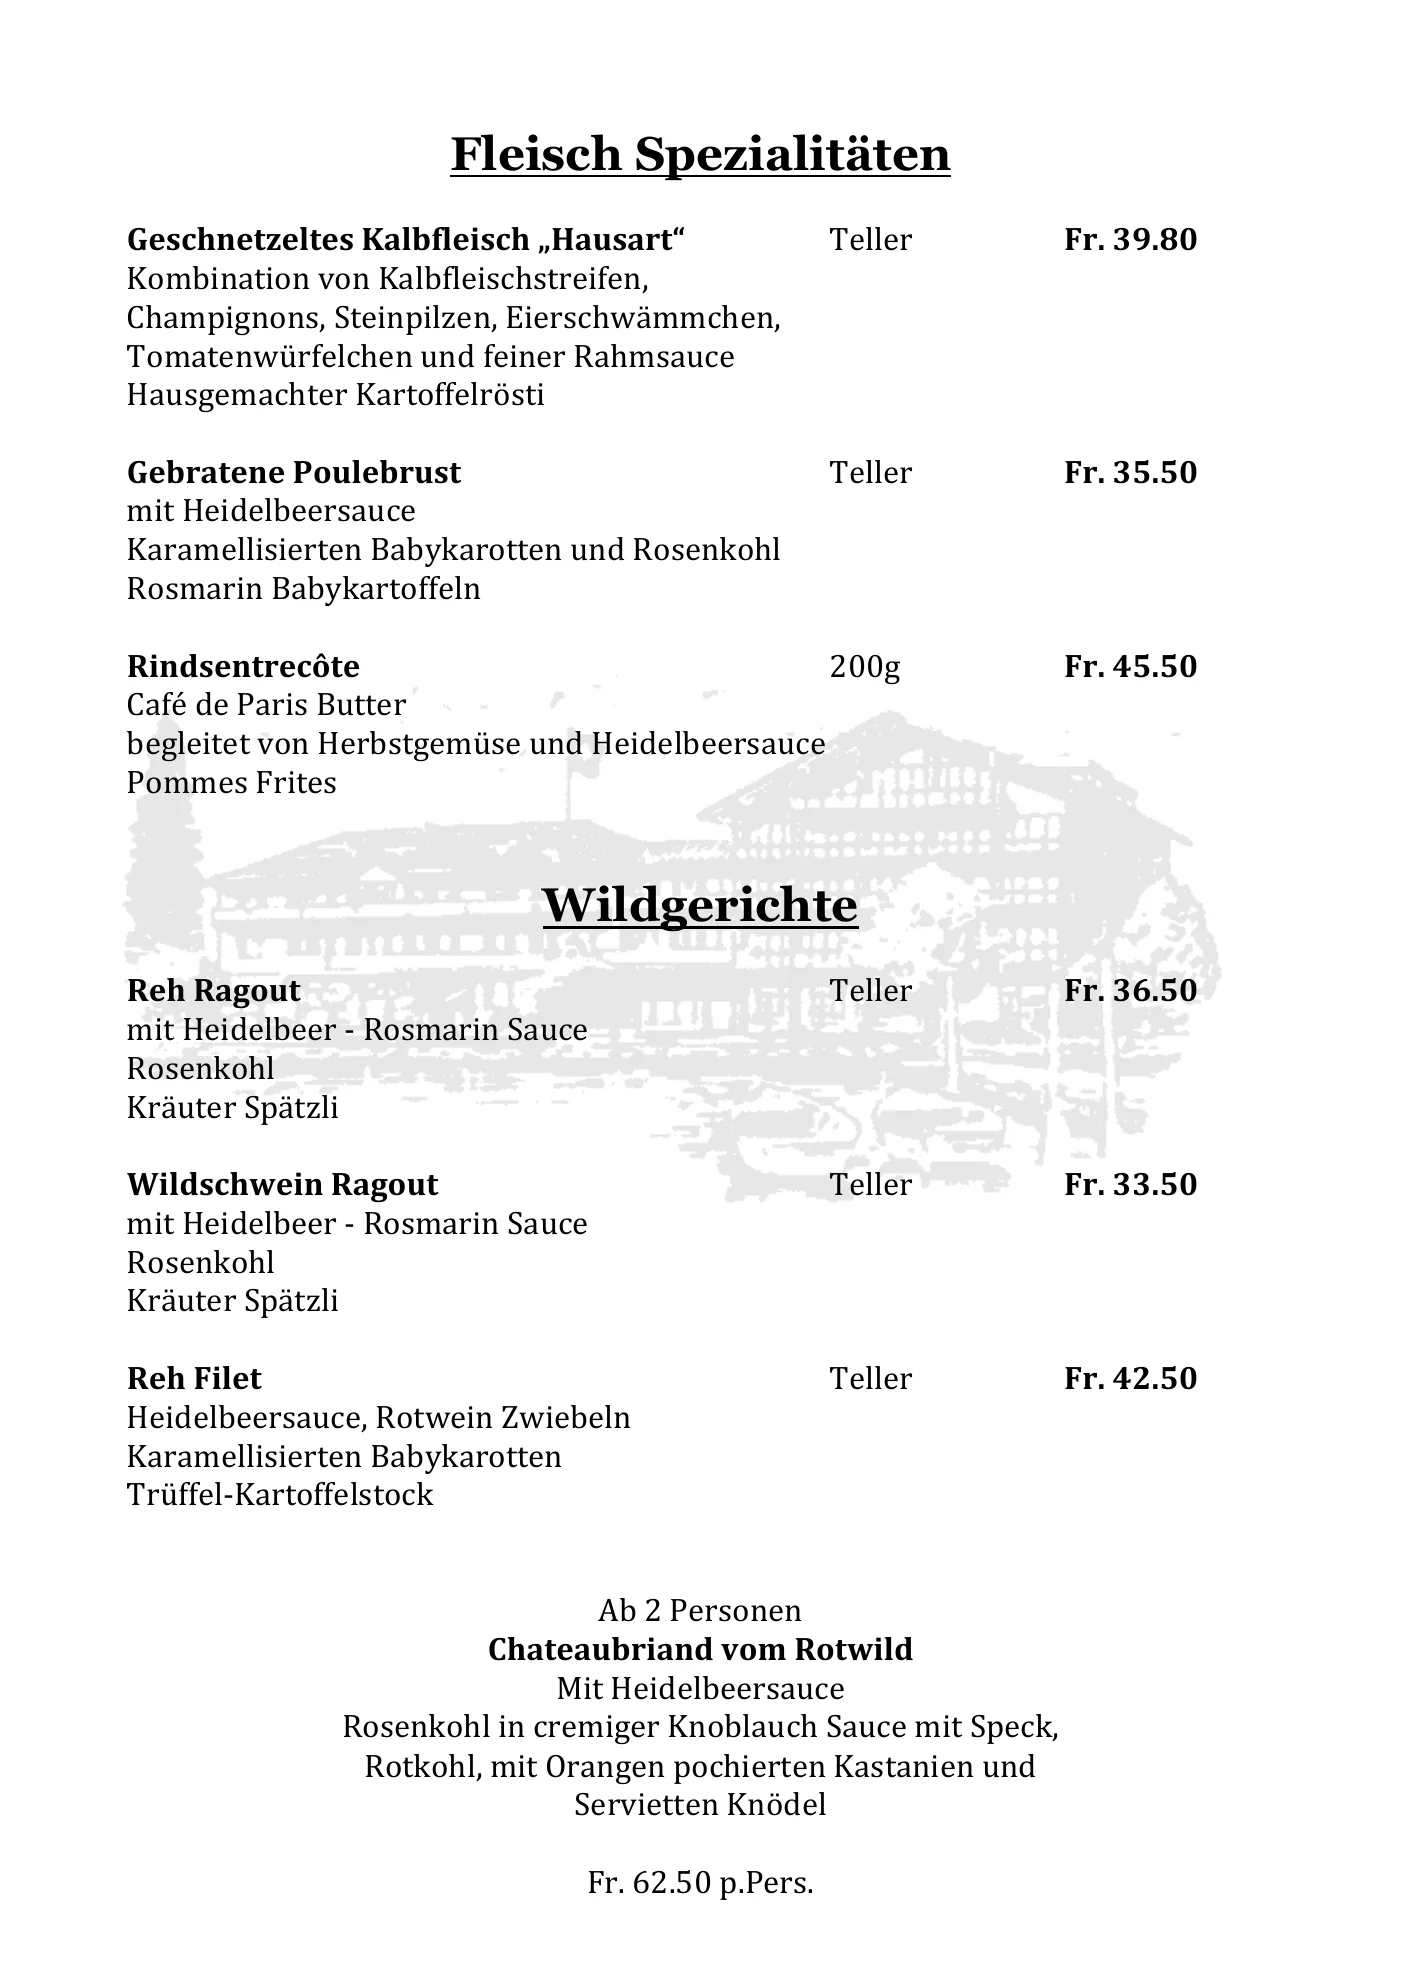 Fleisch Spezialitäten
Geschnetzeltes Kalbfleisch „Hausart“ Teller Fr. 39.80
Kombination von Kalbfleischstreifen,
Champignons, Steinpilzen, Eierschwämmchen,
Tomatenwürfelchen und feiner Rahmsauce
Hausgemachter Kartoffelrösti
Gebratene Poulebrust Teller Fr. 35.50
mit Heidelbeersauce
Karamellisierten Babykarotten und Rosenkohl
Rosmarin Babykartoffeln
Rindsentrecôte 200g Fr. 45.50
Café de Paris Butter
begleitet von Herbstgemüse und Heidelbeersauce
Pommes Frites
Wildgerichte
Reh Ragout Teller Fr. 36.50
mit Heidelbeer - Rosmarin Sauce
Rosenkohl
Kräuter Spätzli
Wildschwein Ragout Teller Fr. 33.50
mit Heidelbeer - Rosmarin Sauce
Rosenkohl
Kräuter Spätzli
Reh Filet Teller Fr. 42.50
Heidelbeersauce, Rotwein Zwiebeln
Karamellisierten Babykarotten
Trüffel-Kartoffelstock
Ab 2 Personen
Chateaubriand vom Rotwild
Mit Heidelbeersauce
Rosenkohl in cremiger Knoblauch Sauce mit Speck,
Rotkohl, mit Orangen pochierten Kastanien und
Servietten Knödel
Fr. 62.50 p.Pers.